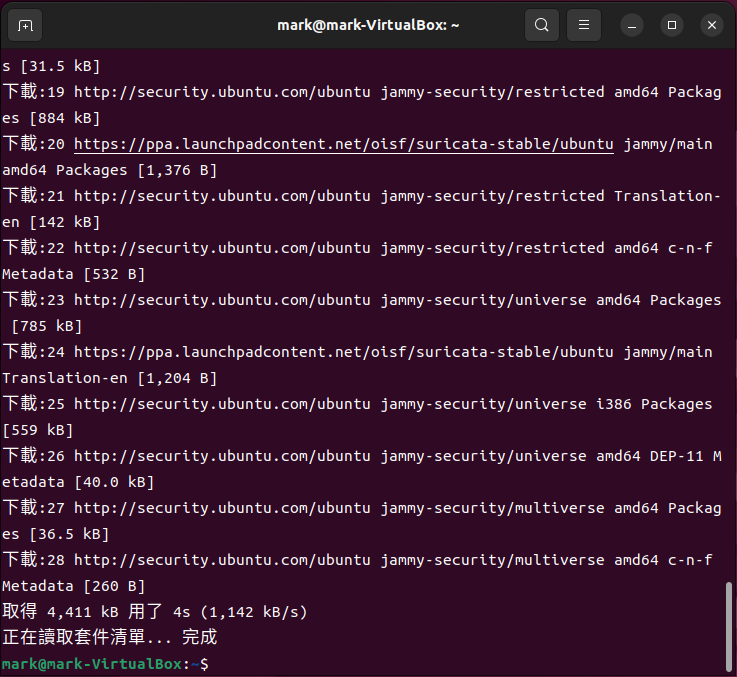 mark@mark-VirtualBox: ~
s [31.5 kB]
下載:19 http://security.ubuntu.com/ubuntu jammy-security/restricted amd64 Packag
es [884 kB]
下載:20 https://ppa.launchpadcontent.net/oisf/suricata-stable/ubuntu jammy/main
amd64 Packages [1,376 B]
下載:21 http://security.ubuntu.com/ubuntu jammy-security/restricted Translation-
en [142 kB]
下載:22 http://security.ubuntu.com/ubuntu jammy-security/restricted amd64 c-n-f
Metadata [532 B]
下載:23 http://security.ubuntu.com/ubuntu jammy-security/universe amd64 Packages
 [785 kB]
下載:24 https://ppa.launchpadcontent.net/oisf/suricata-stable/ubuntu jammy/main
Translation-en [1,204 B]
下載:25 http://security.ubuntu.com/ubuntu jammy-security/universe i386 Packages
[559 kB]
下載:26 http://security.ubuntu.com/ubuntu jammy-security/universe amd64 DEP-11 M
etadata [40.0 kB]
下載:27 http://security.ubuntu.com/ubuntu jammy-security/multiverse amd64 Packag
es [36.5 kB]
下載:28 http://security.ubuntu.com/ubuntu jammy-security/multiverse amd64 c-n-f
Metadata [260 B]
取得 4,411 kB 用了 4s (1,142 kB/s)
正在讀取套件清單... 完成
mark@mark-VirtualBox:~$